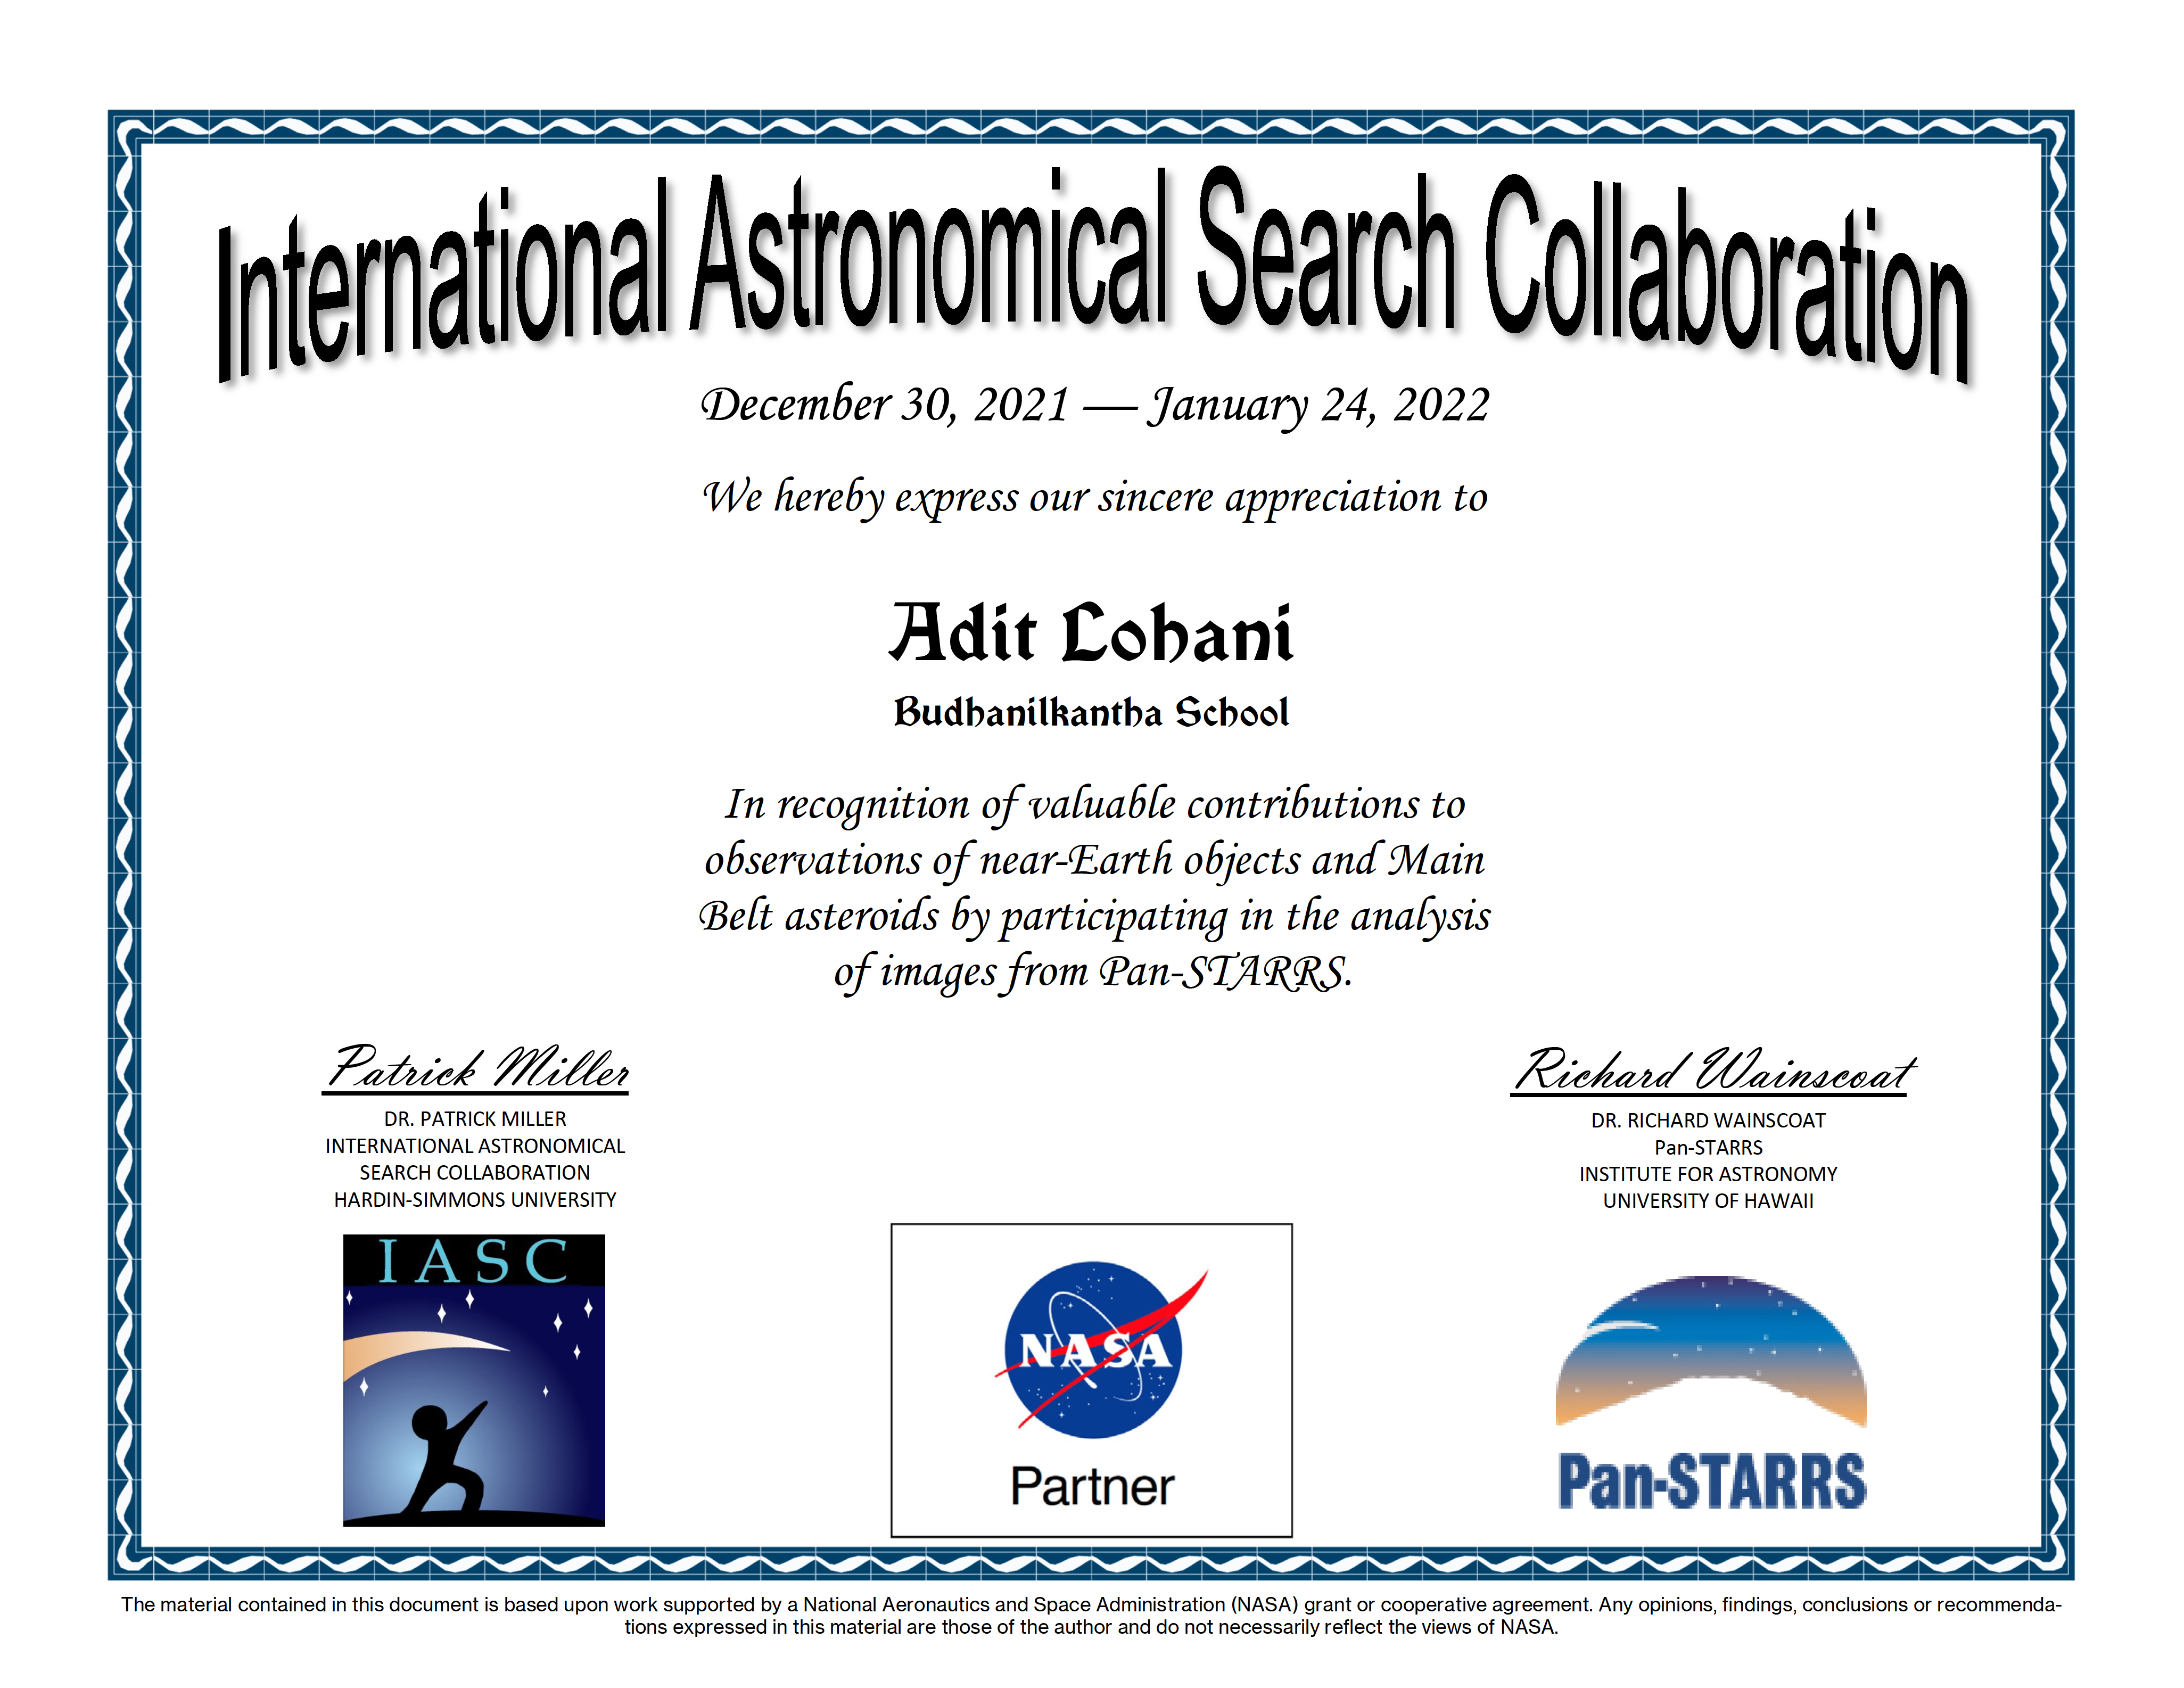 International Astronomical Search Collaboration
December 30, 2021 — January 24, 2022
We hereby express our sincere appreciation to
Adit Lohani
Budhanilkantha School
In recognition of valuable contributions to
observations of near-Earth objects and Main
Belt asteroids by participating in the analysis
of images from Pan-STARRS.
Patrick Miller
DR. PATRICK MILLER
INTERNATIONAL ASTRONOMICAL
SEARCH COLLABORATION
HARDIN-SIMMONS UNIVERSITY
Richard Wainscoat
DR. RICHARD WAINSCOAT
Pan-STARRS
INSTITUTE FOR ASTRONOMY
UNIVERSITY OF HAWAII
IASC
NASA
Partner
Pan-STARRS
The material contained in this document is based upon work supported by a National Aeronautics and Space Administration (NASA) grant or cooperative agreement. Any opinions, findings, conclusions or recommenda-
tions expressed in this material are those of the author and do not necessarily reflect the views of NASA.